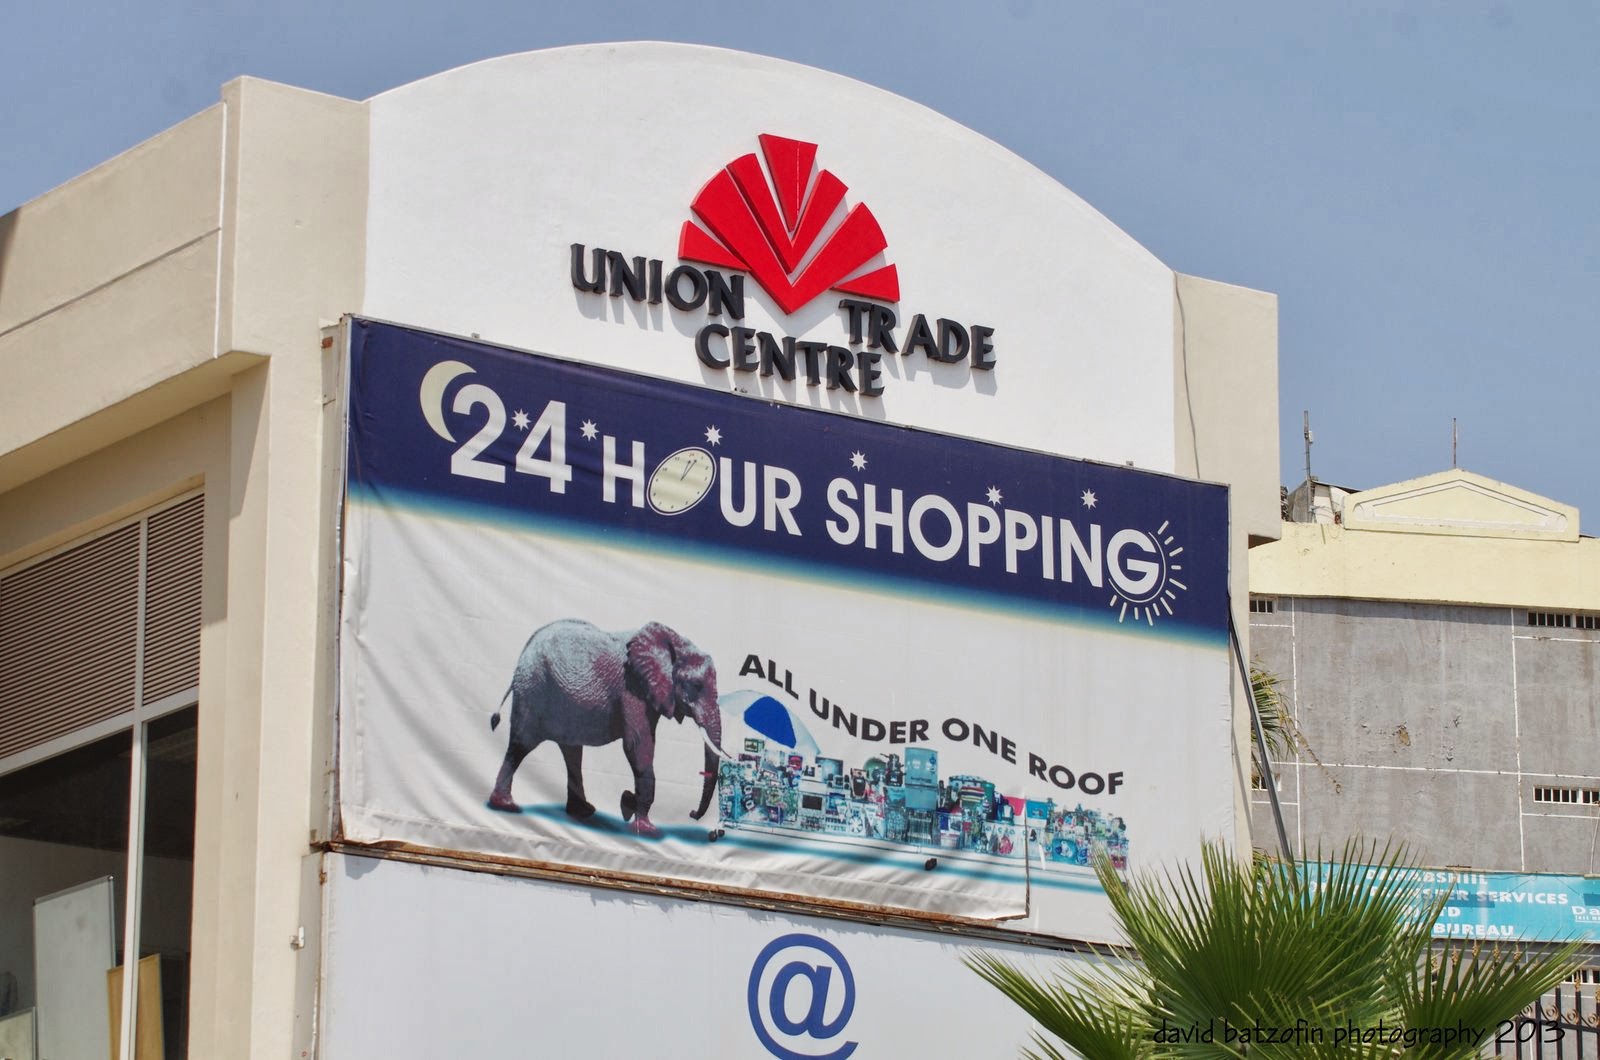 UNION TRADE
CENTRE
24 HOUR SHOPPING
ALL UNDER ONE ROOF
@
SERVICES
BUREAU
david batzofin photography 2013